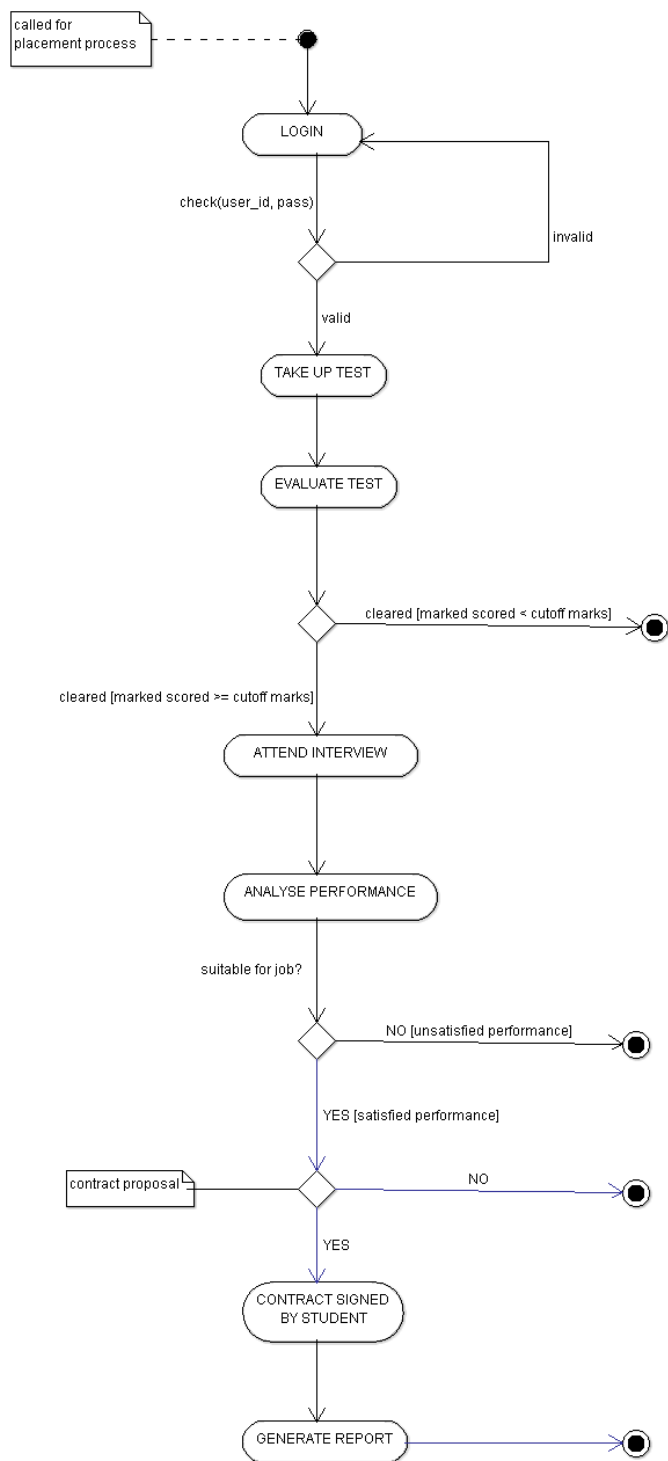 called for
placement process
LOGIN
check(user_id, pass)
invalid
valid
TAKE UP TEST
EVALUATE TEST
cleared [marked scored < cutoff marks]
cleared [marked scored >= cutoff marks]
ATTEND INTERVIEW
ANALYSE PERFORMANCE
suitable for job?
NO [unsatisfied performance]
YES [satisfied performance]
contract proposal
NO
YES
CONTRACT SIGNED
BY STUDENT
GENERATE REPORT